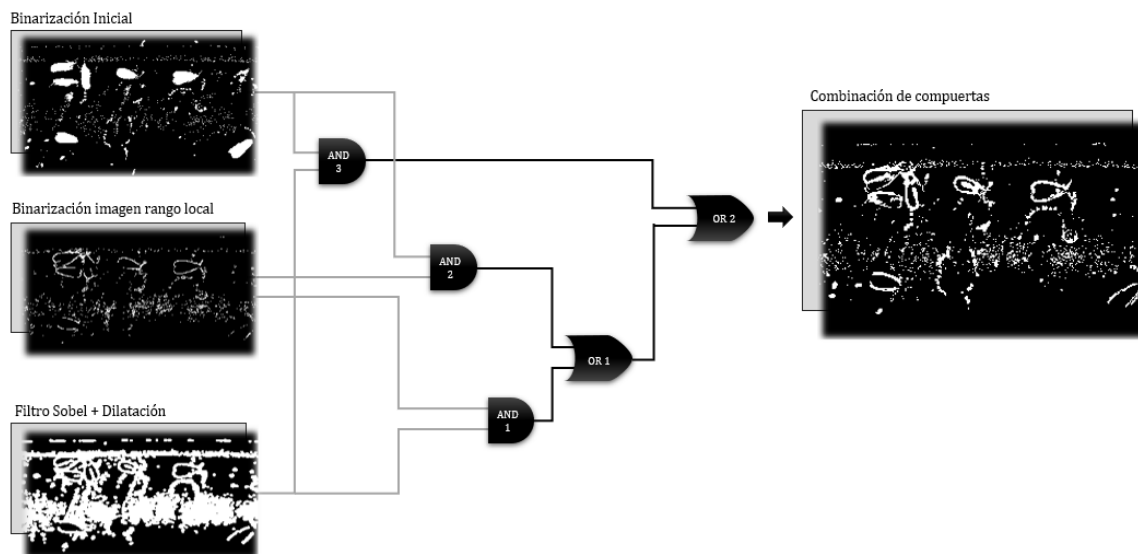 Binarización Inicial
Combinación de compuertas
AND
3
OR 2
Binarización imagen rango local
AND
2
OR 1
Filtro Sobel + Dilatación
AND
1